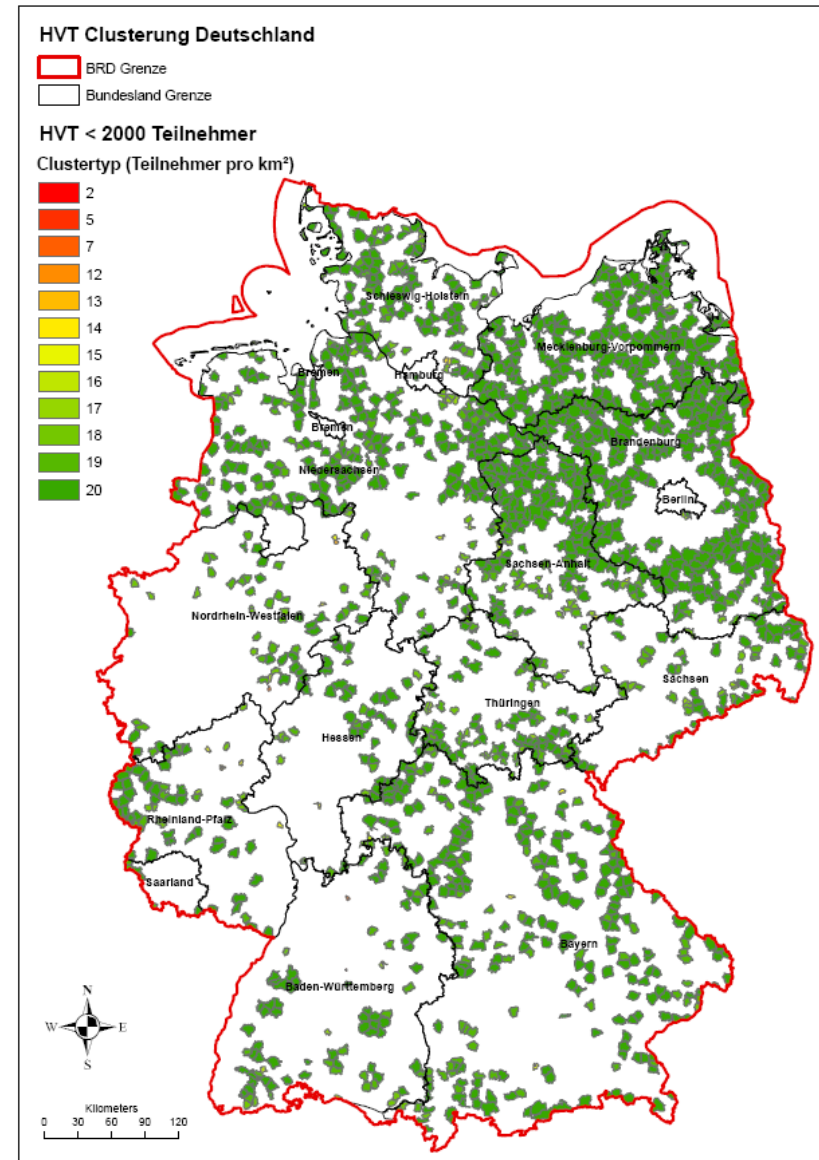 HVT Clusterung Deutschland
BRD Grenze
Bundesland Grenze
HVT < 2000 Teilnehmer
Clustertyp (Teilnehmer pro km²)
2
5
7
12
13
14
15
16
17
18
19
20
Schleswig-Holstein
Mecklenburg-Vorpommern
Hamburg
Bremen
Bremen
Niedersachsen
Brandenburg
Berlin
Sachsen-Anhalt
Nordrhein-Westfalen
Sachsen
Thüringen
Hessen
Rheinland-Pfalz
Saarland
Bayern
Baden-Württemberg
N
W E
S
Kilometers
0 30 60 90 120